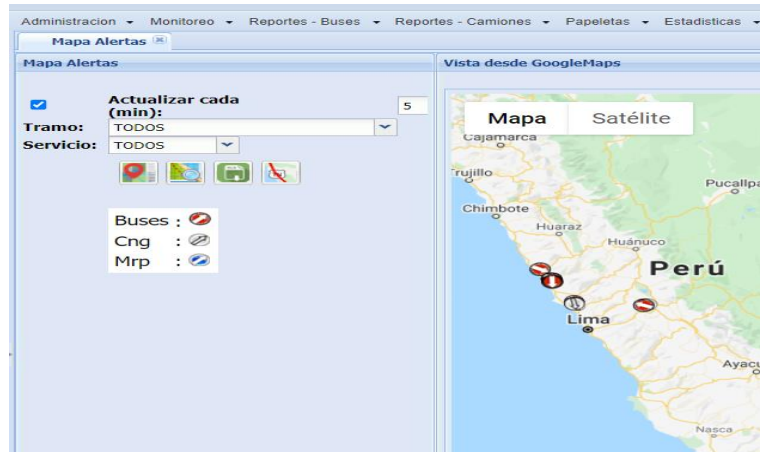 Administracion Monitoreo Reportes - Buses Reportes - Camiones Papeletas Estadisticas
Mapa Alertas
Mapa Alertas
Vista desde GoogleMaps
Actualizar cada
(min):
5
Tramo: TODOS
Servicio: TODOS
Buses :
Cng :
Mrp :
Mapa Satélite
Cajamarca
Trujillo
Pucallpa
Chimbote
Huaraz
Huánuco
Perú
Lima
Ayacu
Nasca